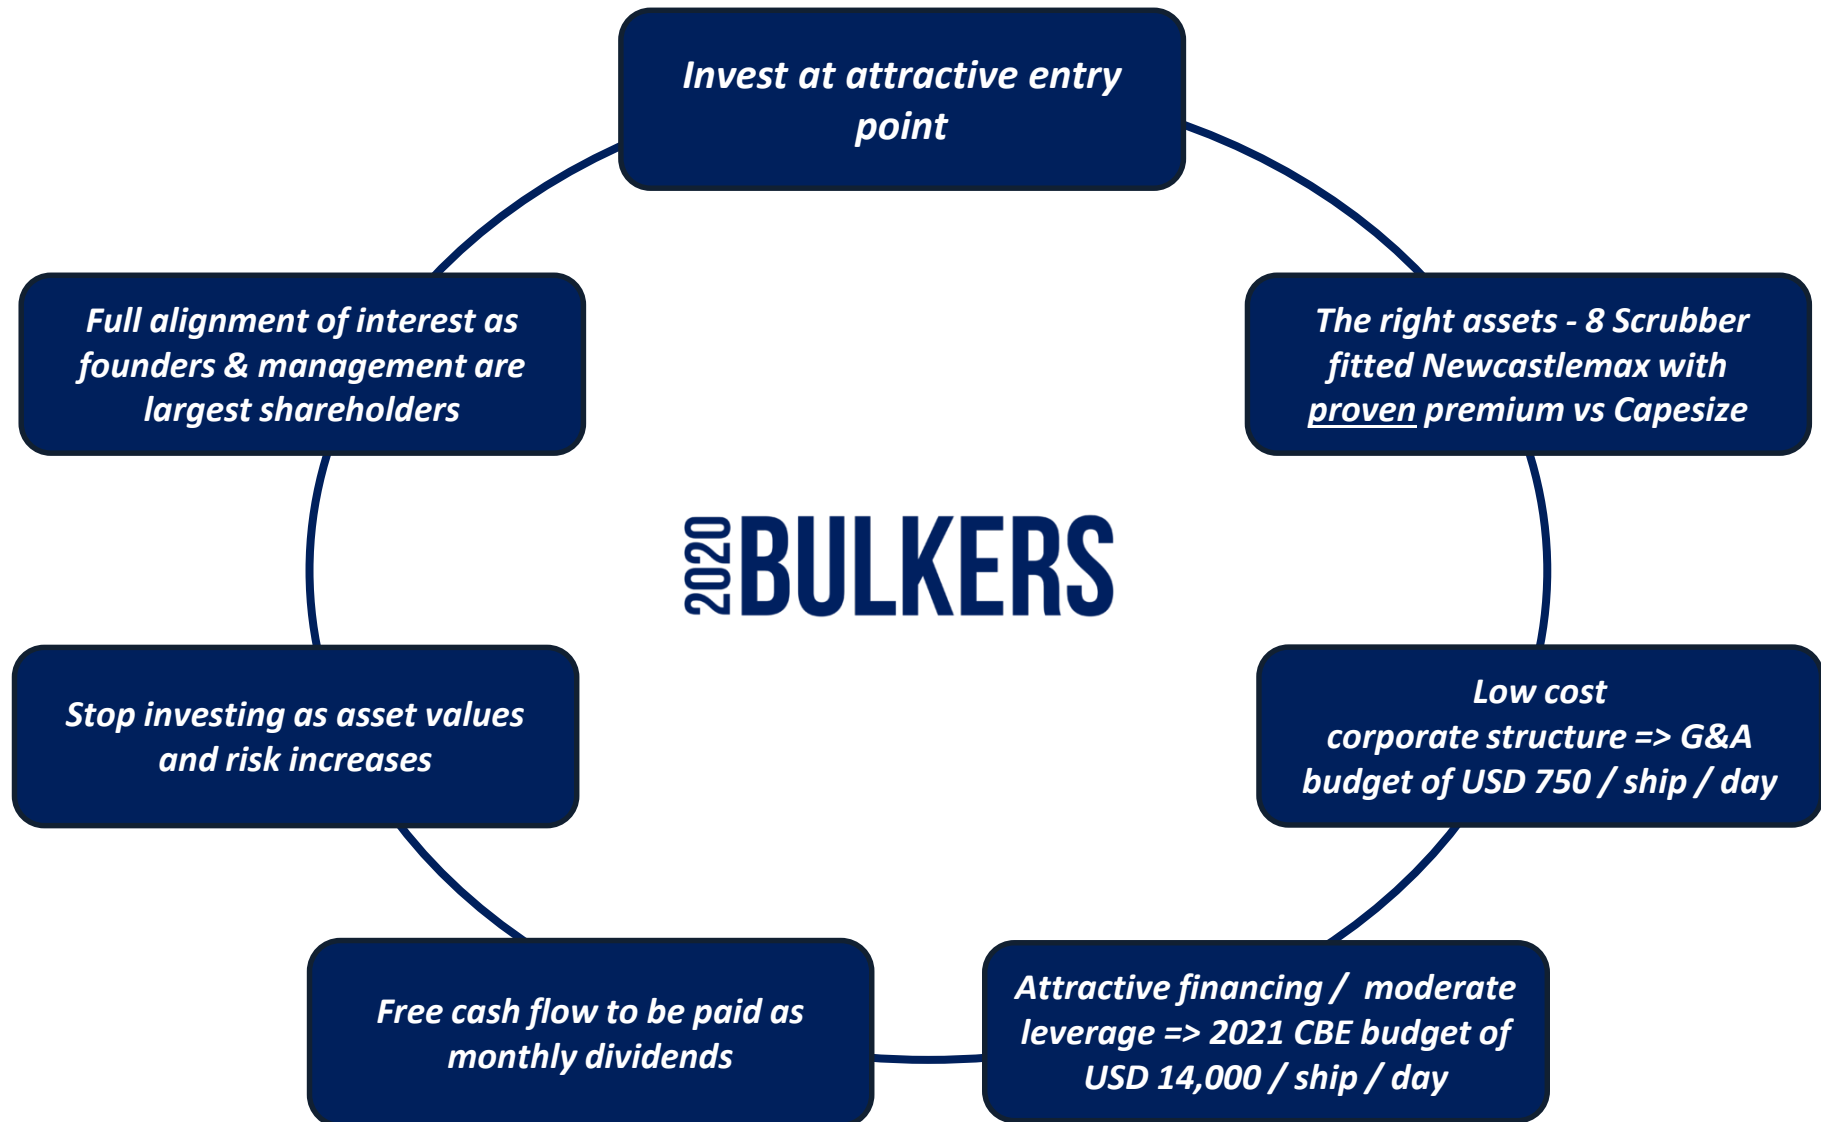 Invest at attractive entry
point
The right assets - 8 Scrubber
fitted Newcastlemax with
proven premium vs Capesize
Low cost
corporate structure => G&A
budget of USD 750 / ship / day
Attractive financing / moderate
leverage => 2021 CBE budget of
USD 14,000 / ship / day
Free cash flow to be paid as
monthly dividends
Stop investing as asset values
and risk increases
Full alignment of interest as
founders & management are
largest shareholders
2020 BULKERS